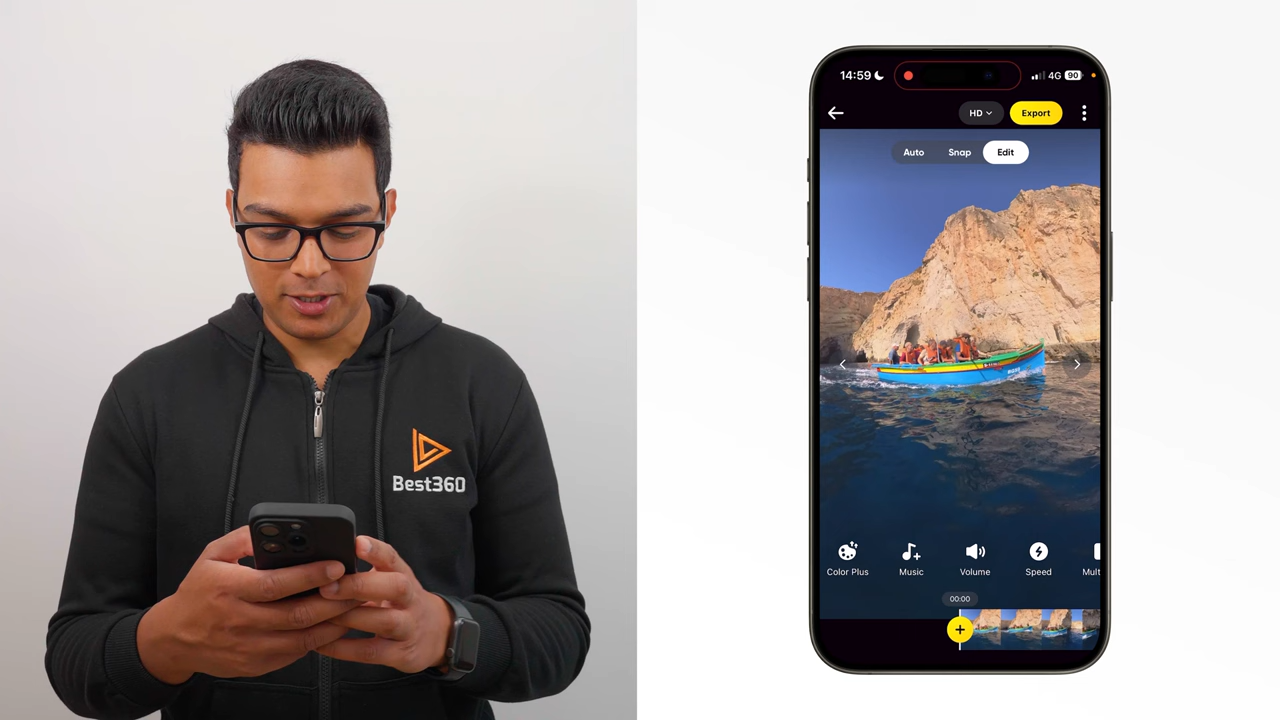 Best360
14:59
4G 90
HD
Export
Auto Snap Edit
Color Plus Music Volume Speed Mult
00:00
+